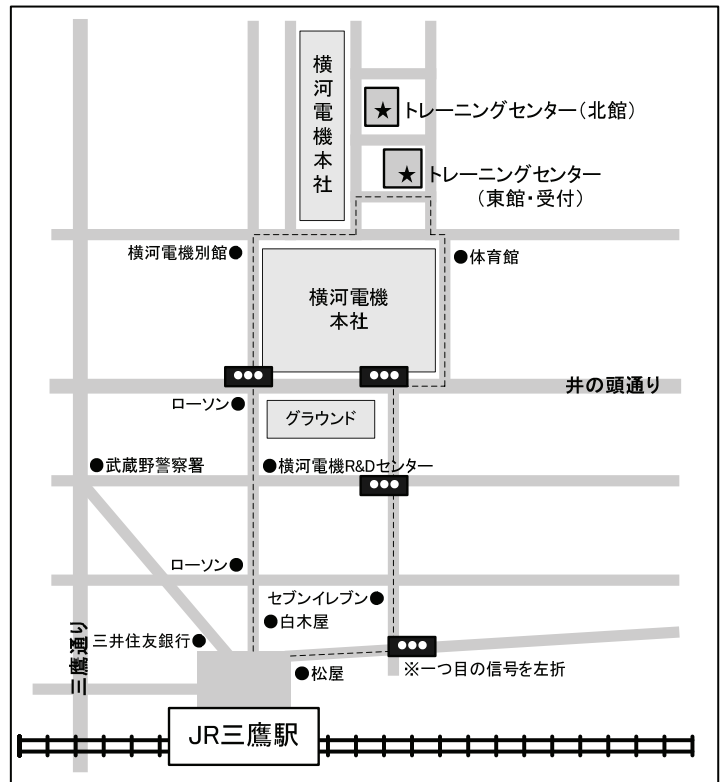 横河電機本社
★トレーニングセンター（北館）
★トレーニングセンター
（東館・受付）
横河電機別館●
●体育館
横河電機
本社
井の頭通り
ローソン●
グラウンド
●武蔵野警察署
●横河電機R&Dセンター
ローソン●
セブンイレブン●
●白木屋
三鷹通り
三井住友銀行●
●松屋
※一つ目の信号を左折
JR三鷹駅